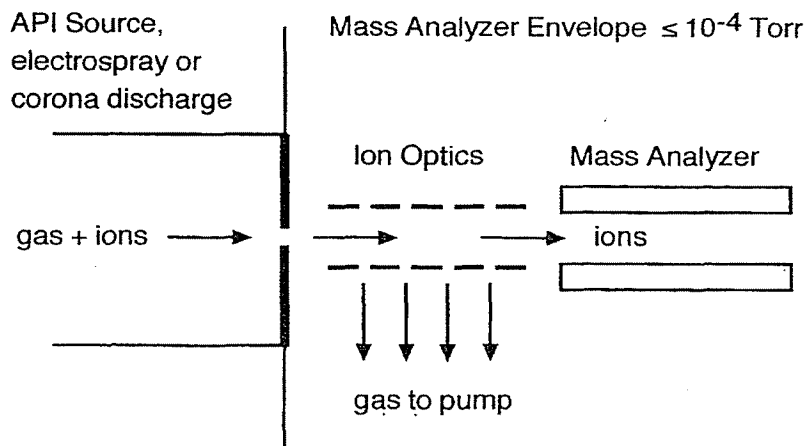 API Source,
electrospray or
corona discharge
Mass Analyzer Envelope ≤ 10⁻⁴ Torr
Ion Optics
Mass Analyzer
gas + ions
ions
gas to pump